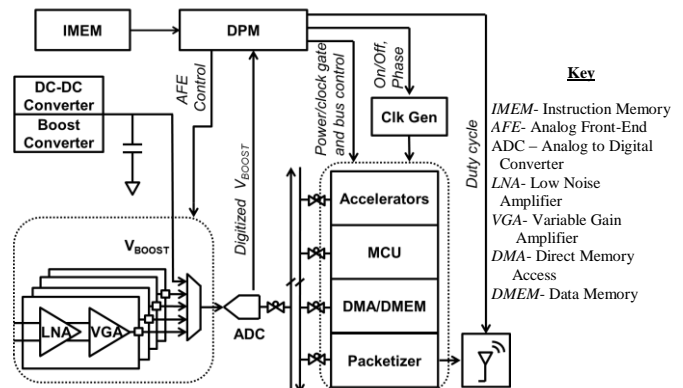 IMEM
DPM
DC-DC
Converter
Boost
Converter
AFE
Control
Digitized VBOOST
Power/clock gate
and bus control
On/Off,
Phase
Clk Gen
Duty cycle
VBOOST
LNA
VGA
ADC
Accelerators
MCU
DMA/DMEM
Packetizer
Key
IMEM- Instruction Memory
AFE- Analog Front-End
ADC – Analog to Digital
Converter
LNA- Low Noise
Amplifier
VGA- Variable Gain
Amplifier
DMA- Direct Memory
Access
DMEM- Data Memory